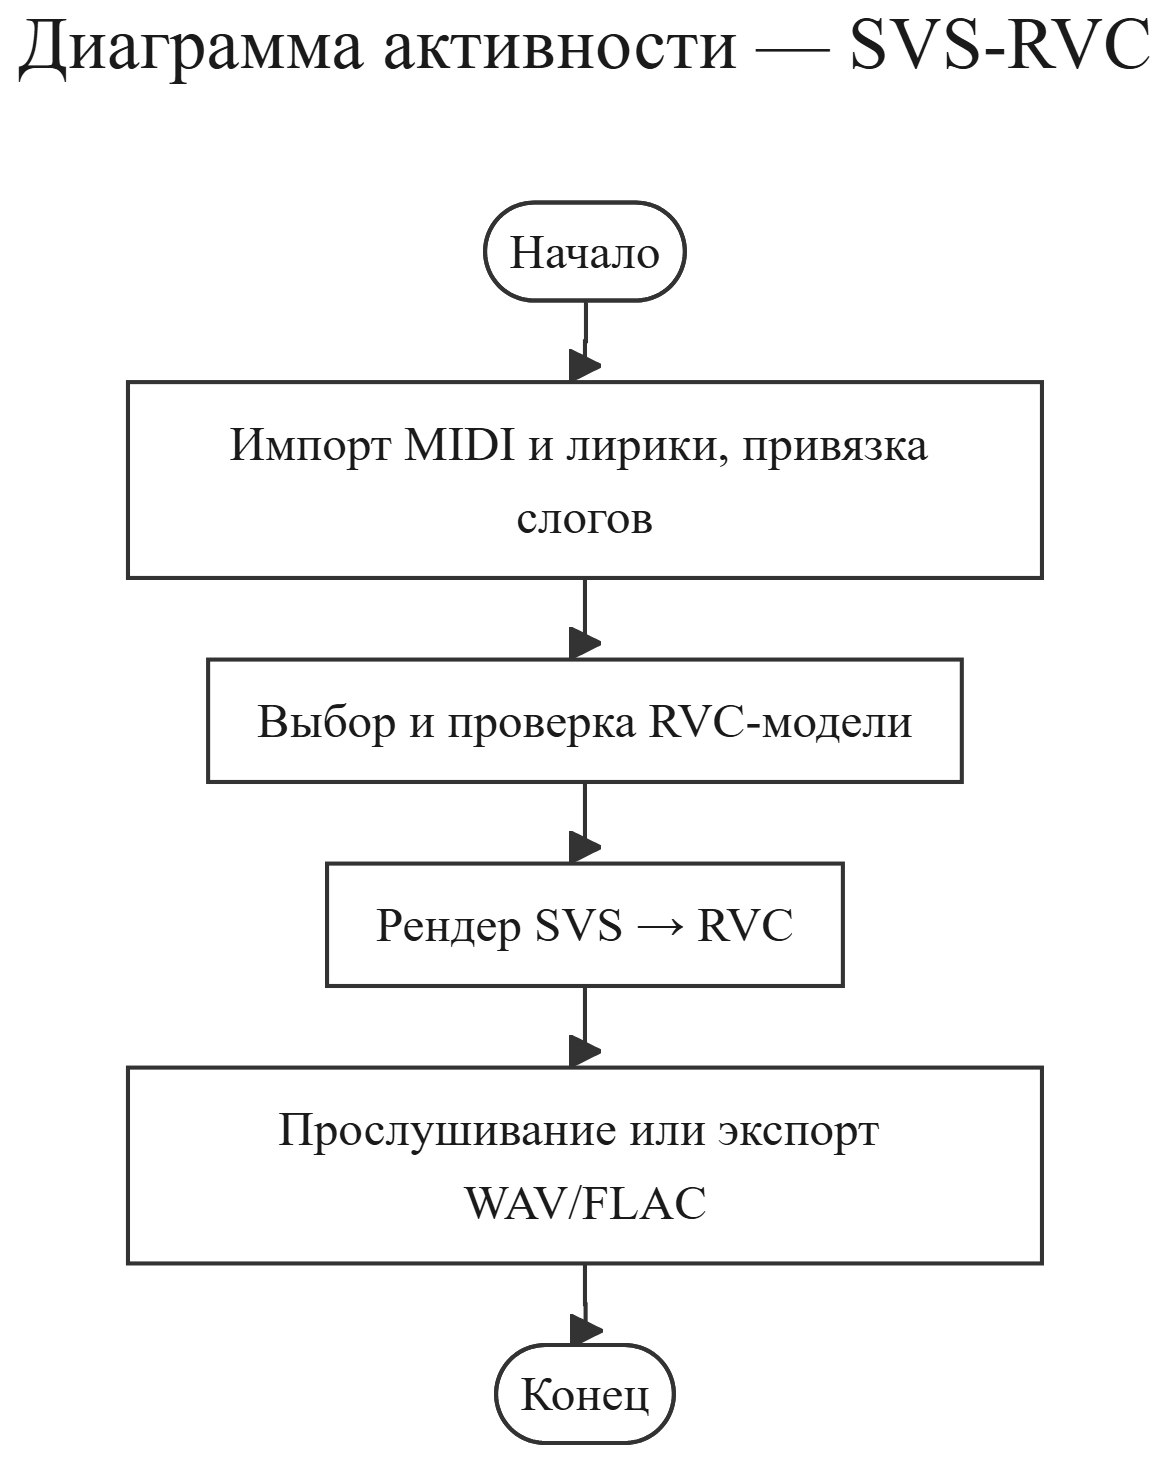 Диаграмма активности — SVS-RVC
Начало
Импорт MIDI и лирики, привязка
слогов
Выбор и проверка RVC-модели
Рендер SVS → RVC
Прослушивание или экспорт
WAV/FLAC
Конец